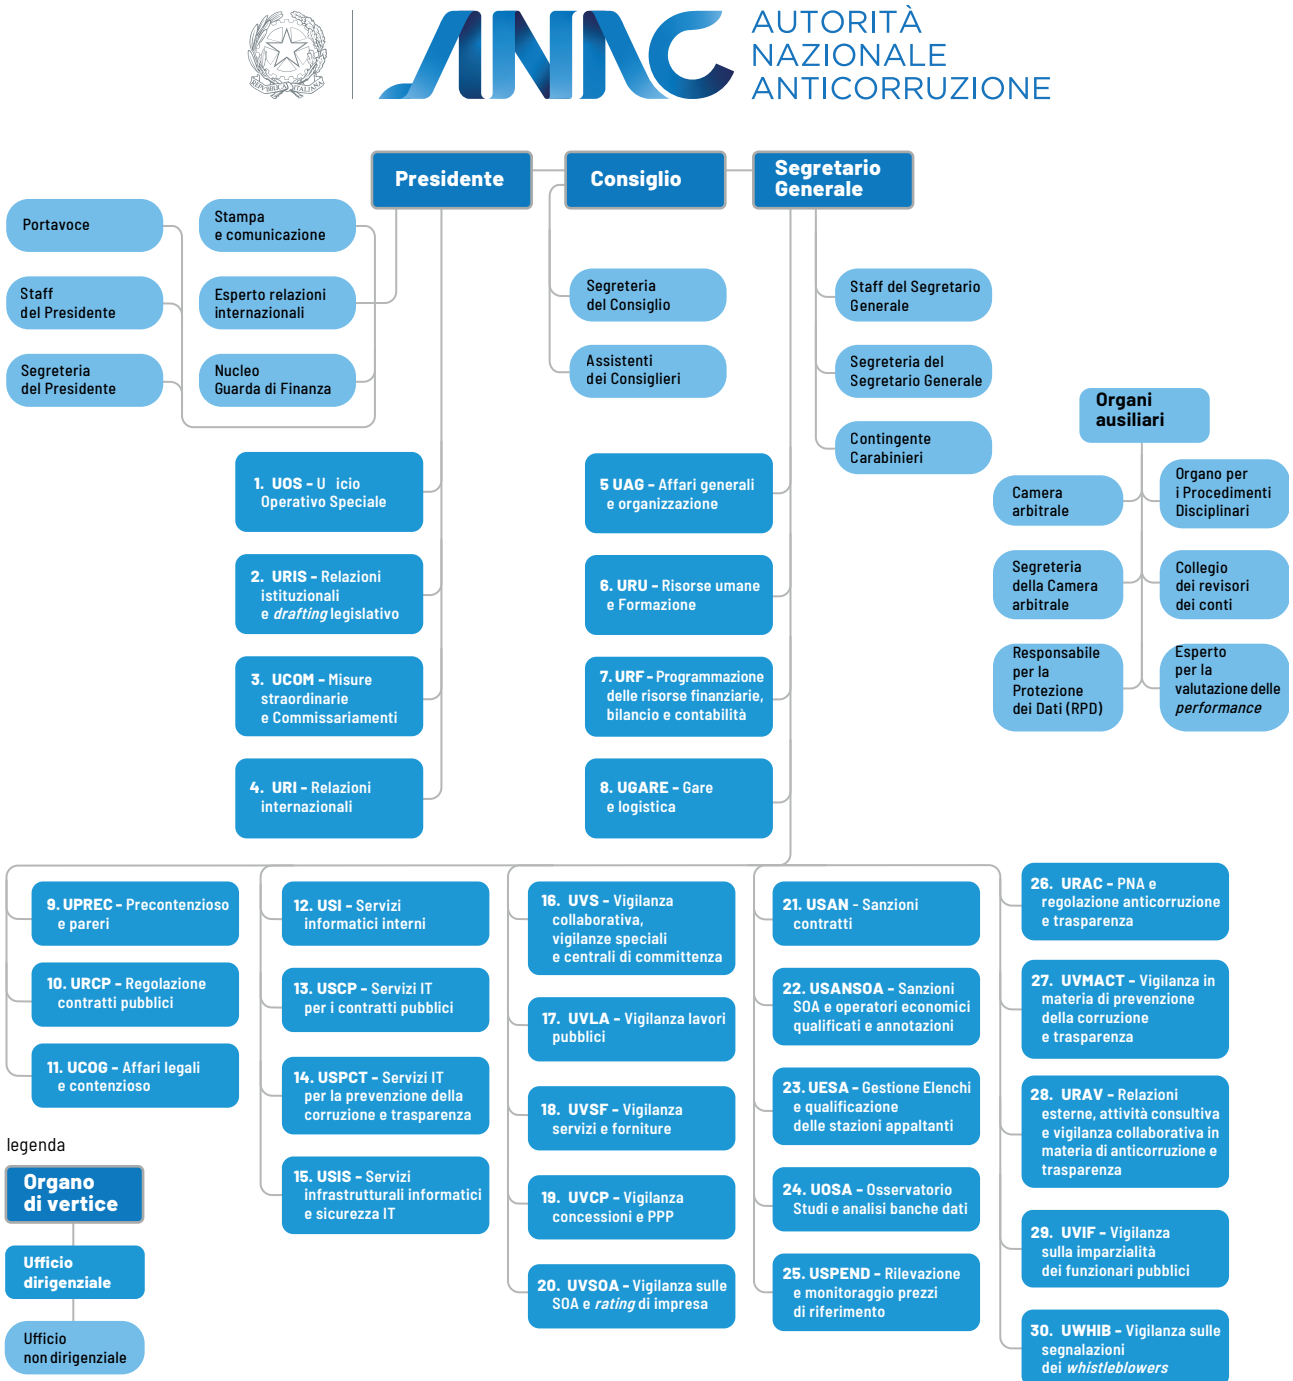 REPVBBLICA ITALIANA
ANAC
AUTORITÀ
NAZIONALE
ANTICORRUZIONE
Presidente
Consiglio
Segretario
Generale
Portavoce
Stampa
e comunicazione
Staff
del Presidente
Esperto relazioni
internazionali
Segreteria
del Presidente
Nucleo
Guarda di Finanza
Segreteria
del Consiglio
Assistenti
dei Consiglieri
Staff del Segretario
Generale
Segreteria del
Segretario Generale
Contingente
Carabinieri
Organi
ausiliari
Camera
arbitrale
Organo per
i Procedimenti
Disciplinari
Segreteria
della Camera
arbitrale
Collegio
dei revisori
dei conti
Responsabile
per la
Protezione
dei Dati (RPD)
Esperto
per la
valutazione delle
performance
1. UOS - U icio
Operativo Speciale
2. URIS - Relazioni
istituzionali
e drafting legislativo
3. UCOM - Misure
straordinarie
e Commissariamenti
4. URI - Relazioni
internazionali
5 UAG - Affari generali
e organizzazione
6. URU - Risorse umane
e Formazione
7. URF - Programmazione
delle risorse finanziarie,
bilancio e contabilità
8. UGARE - Gare
e logistica
9. UPREC - Precontenzioso
e pareri
10. URCP - Regolazione
contratti pubblici
11. UCOG - Affari legali
e contenzioso
12. USI - Servizi
informatici interni
13. USCP - Servizi IT
per i contratti pubblici
14. USPCT - Servizi IT
per la prevenzione della
corruzione e trasparenza
15. USIS - Servizi
infrastrutturali informatici
e sicurezza IT
16. UVS - Vigilanza
collaborativa,
vigilanze speciali
e centrali di committenza
17. UVLA - Vigilanza lavori
pubblici
18. UVSF - Vigilanza
servizi e forniture
19. UVCP - Vigilanza
concessioni e PPP
20. UVSOA - Vigilanza sulle
SOA e rating di impresa
21. USAN - Sanzioni
contratti
22. USANSOA - Sanzioni
SOA e operatori economici
qualificati e annotazioni
23. UESA - Gestione Elenchi
e qualificazione
delle stazioni appaltanti
24. UOSA - Osservatorio
Studi e analisi banche dati
25. USPEND - Rilevazione
e monitoraggio prezzi
di riferimento
26. URAC - PNA e
regolazione anticorruzione
e trasparenza
27. UVMACT - Vigilanza in
materia di prevenzione
della corruzione
e trasparenza
28. URAV - Relazioni
esterne, attività consultiva
e vigilanza collaborativa in
materia di anticorruzione e
trasparenza
29. UVIF - Vigilanza
sulla imparzialità
dei funzionari pubblici
30. UWHIB - Vigilanza sulle
segnalazioni
dei whistleblowers
legenda
Organo
di vertice
Ufficio
dirigenziale
Ufficio
non dirigenziale